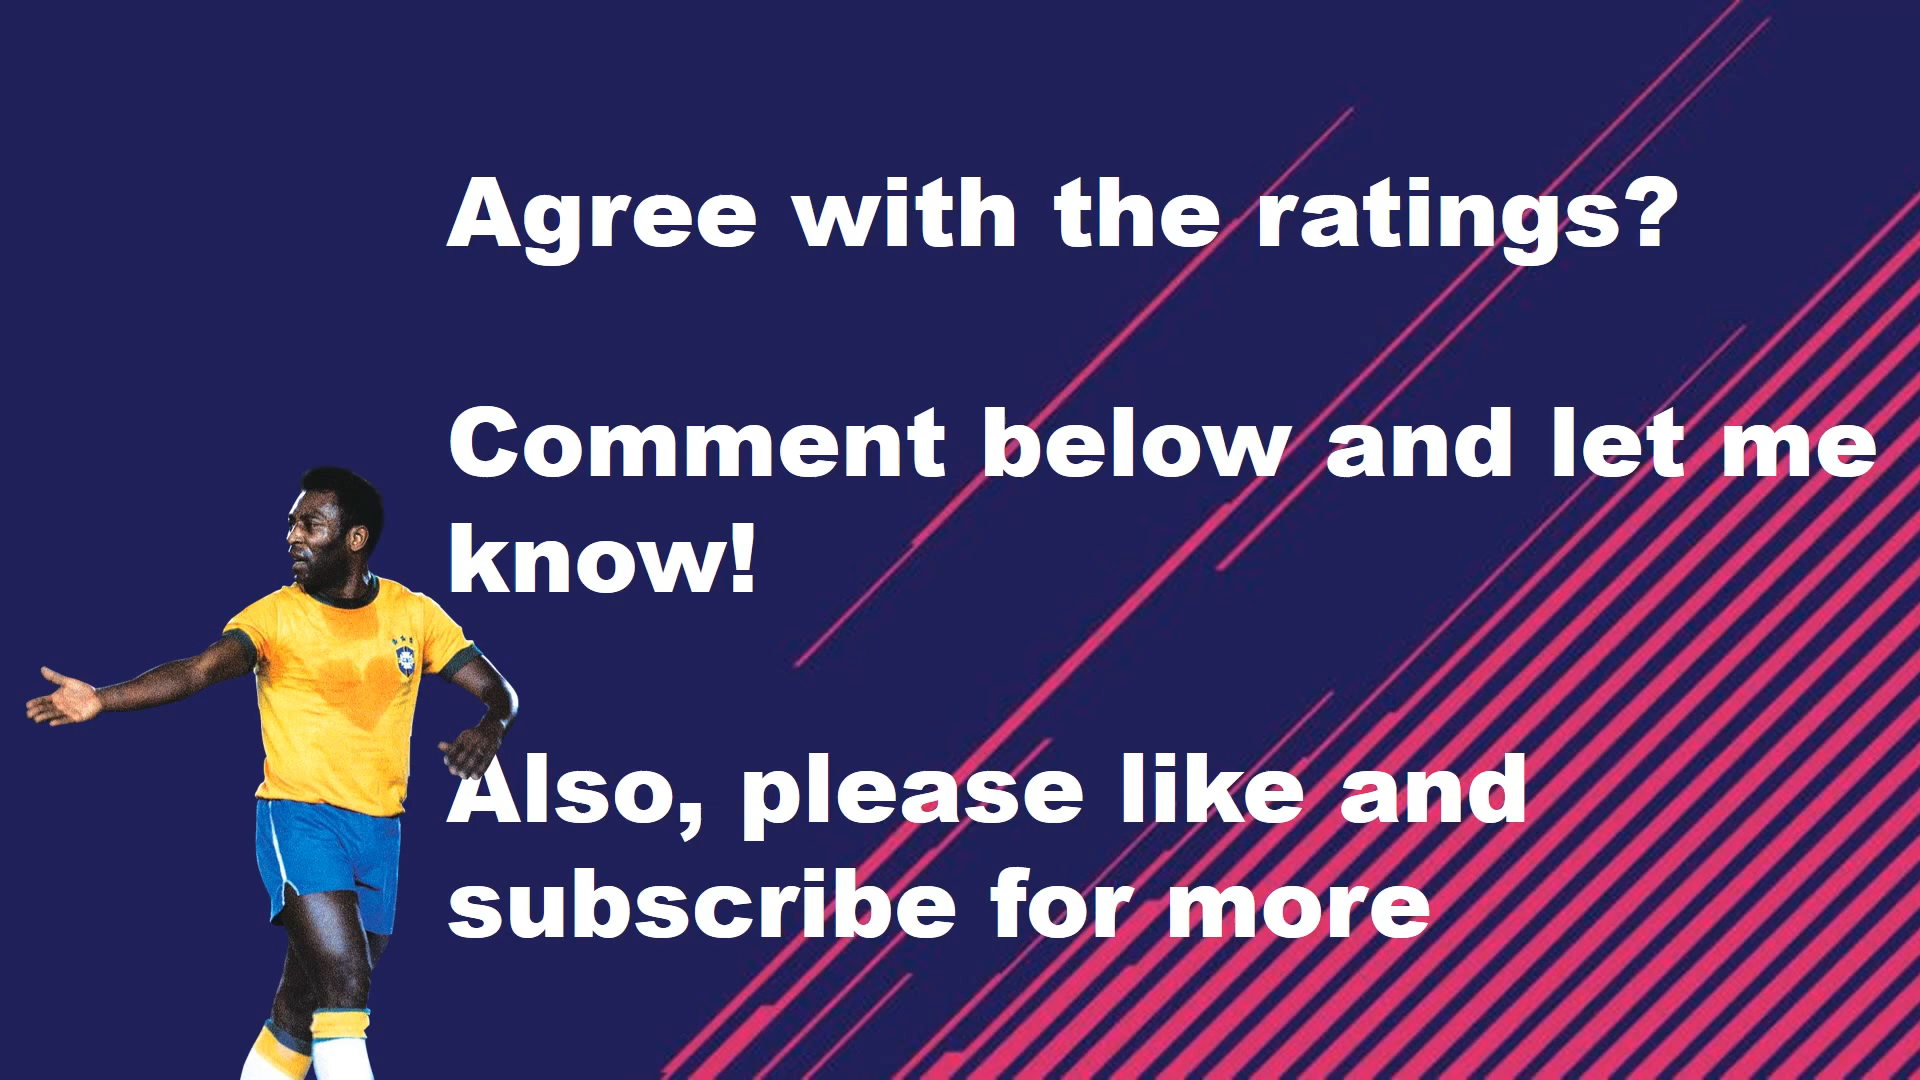 Agree with the ratings?
Comment below and let me
know!
Also, please like and
subscribe for more